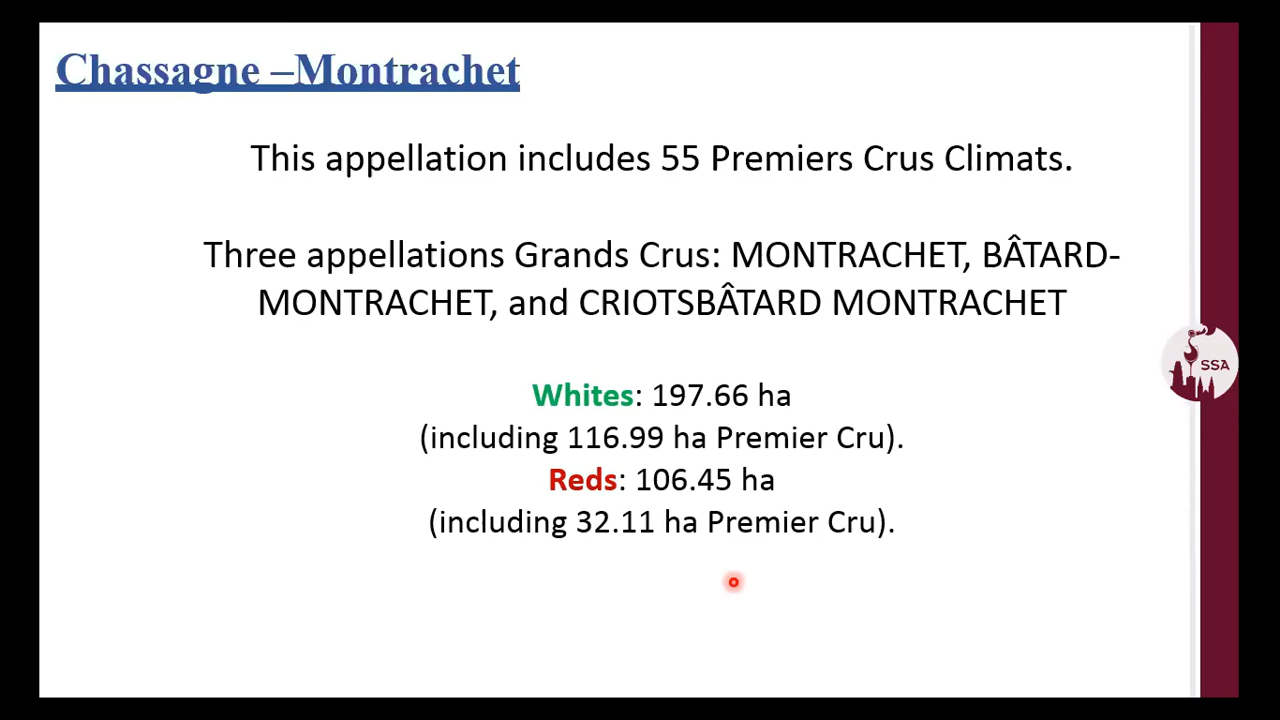 Chassagne –Montrachet
This appellation includes 55 Premiers Crus Climats.
Three appellations Grands Crus: MONTRACHET, BÂTARD-
MONTRACHET, and CRIOTSBÂTARD MONTRACHET
Whites: 197.66 ha
(including 116.99 ha Premier Cru).
Reds: 106.45 ha
(including 32.11 ha Premier Cru).
SSA